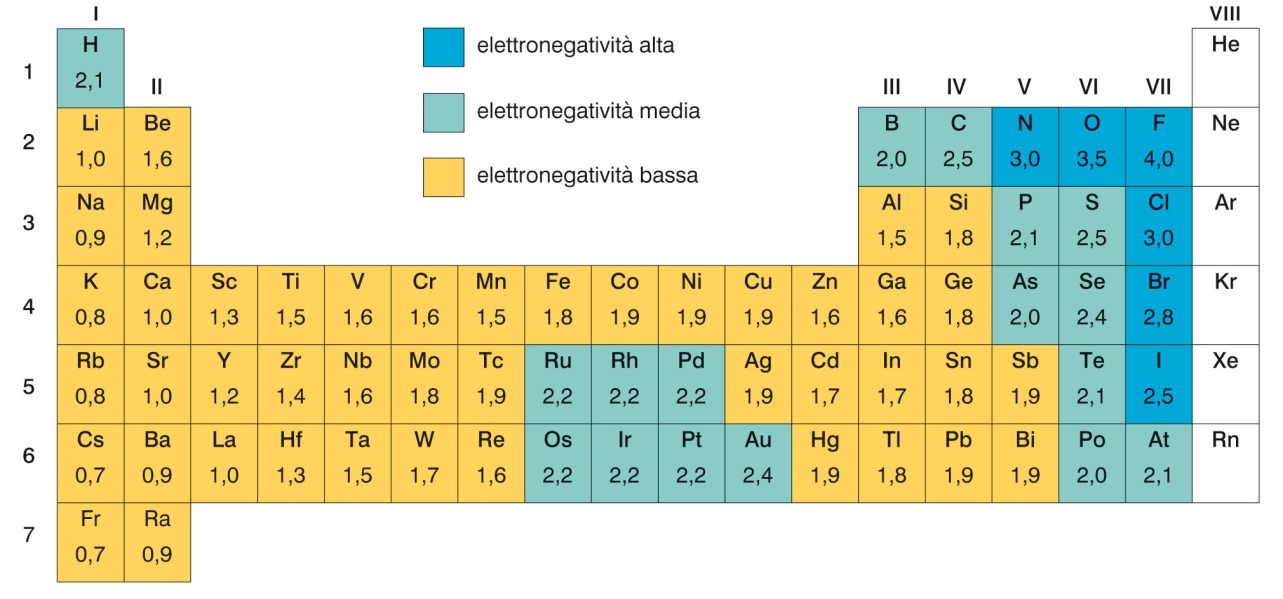 I VIII
H elettronegatività alta He
1 2,1 II III IV V VI VII
elettronegatività media
Li Be B C N O F Ne
2 1,0 1,6 2,0 2,5 3,0 3,5 4,0
elettronegatività bassa
Na Mg Al Si P S Cl Ar
3 0,9 1,2 1,5 1,8 2,1 2,5 3,0
K Ca Sc Ti V Cr Mn Fe Co Ni Cu Zn Ga Ge As Se Br Kr
4 0,8 1,0 1,3 1,5 1,6 1,6 1,5 1,8 1,9 1,9 1,9 1,6 1,6 1,8 2,0 2,4 2,8
Rb Sr Y Zr Nb Mo Tc Ru Rh Pd Ag Cd In Sn Sb Te I Xe
5 0,8 1,0 1,2 1,4 1,6 1,8 1,9 2,2 2,2 2,2 1,9 1,7 1,7 1,8 1,9 2,1 2,5
Cs Ba La Hf Ta W Re Os Ir Pt Au Hg Tl Pb Bi Po At Rn
6 0,7 0,9 1,0 1,3 1,5 1,7 1,6 2,2 2,2 2,2 2,4 1,9 1,8 1,9 1,9 2,0 2,1
Fr Ra
7 0,7 0,9